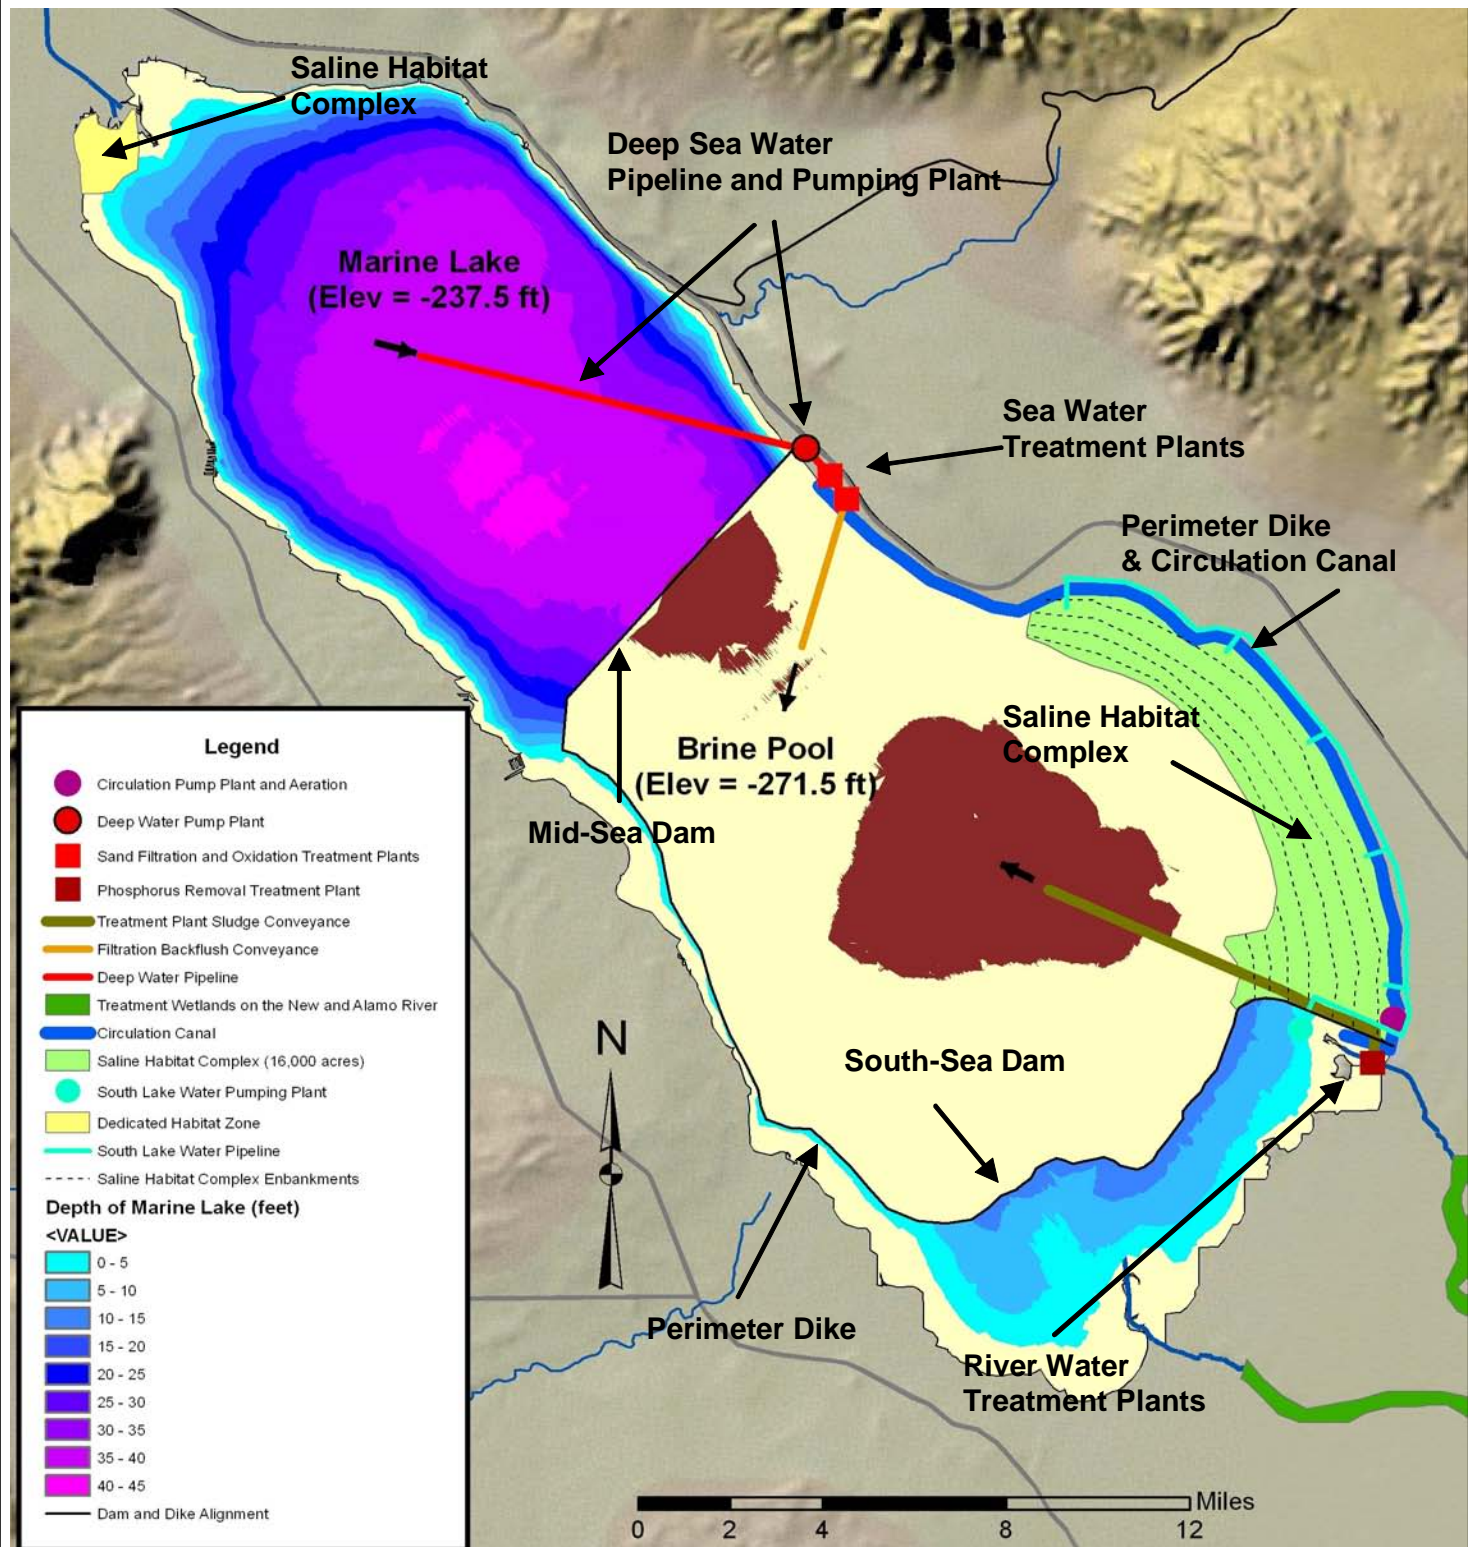 Saline Habitat
Complex
Deep Sea Water
Pipeline and Pumping Plant
Marine Lake
(Elev = -237.5 ft)
Sea Water
Treatment Plants
Perimeter Dike
& Circulation Canal
Saline Habitat
Complex
Brine Pool
(Elev = -271.5 ft)
Mid-Sea Dam
N
South-Sea Dam
Perimeter Dike
River Water
Treatment Plants
Legend
Circulation Pump Plant and Aeration
Deep Water Pump Plant
Sand Filtration and Oxidation Treatment Plants
Phosphorus Removal Treatment Plant
Treatment Plant Sludge Conveyance
Filtration Backflush Conveyance
Deep Water Pipeline
Treatment Wetlands on the New and Alamo River
Circulation Canal
Saline Habitat Complex (16,000 acres)
South Lake Water Pumping Plant
Dedicated Habitat Zone
South Lake Water Pipeline
Saline Habitat Complex Enbankments
Depth of Marine Lake (feet)
<VALUE>
0 - 5
5 - 10
10 - 15
15 - 20
20 - 25
25 - 30
30 - 35
35 - 40
40 - 45
Dam and Dike Alignment
Miles
0 2 4 8 12